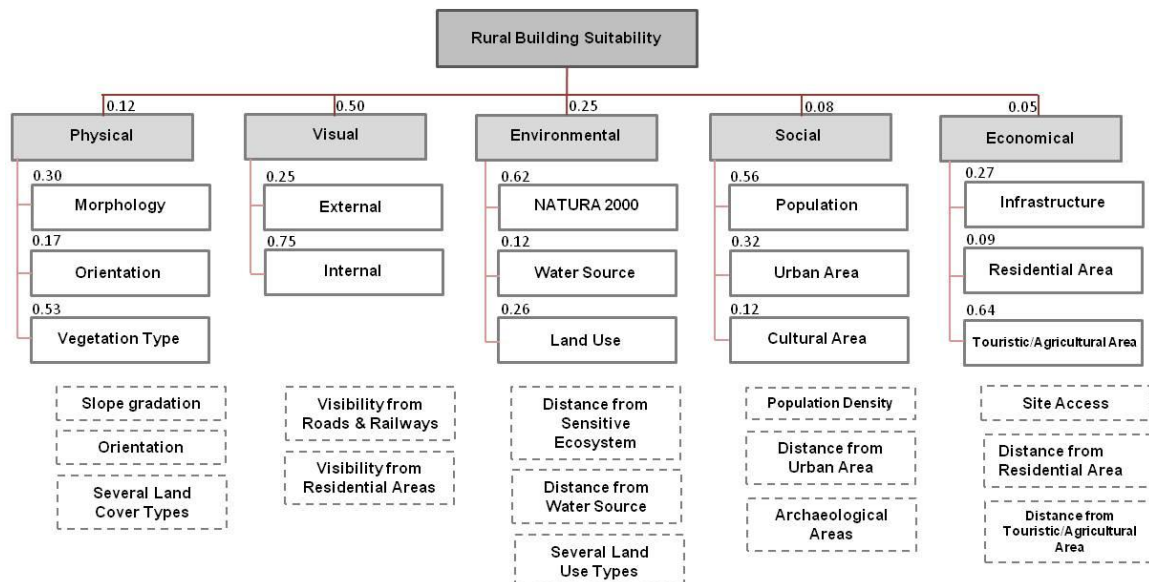 Rural Building Suitability
0.12
0.50
0.25
0.08
0.05
Physical
Visual
Environmental
Social
Economical
0.30
Morphology
0.17
Orientation
0.53
Vegetation Type
0.25
External
0.75
Internal
0.62
NATURA 2000
0.12
Water Source
0.26
Land Use
0.56
Population
0.32
Urban Area
0.12
Cultural Area
0.27
Infrastructure
0.09
Residential Area
0.64
Touristic/Agricultural Area
Slope gradation
Orientation
Several Land
Cover Types
Visibility from
Roads & Railways
Visibility from
Residential Areas
Distance from
Sensitive
Ecosystem
Distance from
Water Source
Several Land
Use Types
Population Density
Distance from
Urban Area
Archaeological
Areas
Site Access
Distance from
Residential Area
Distance from
Touristic/Agricultural
Area